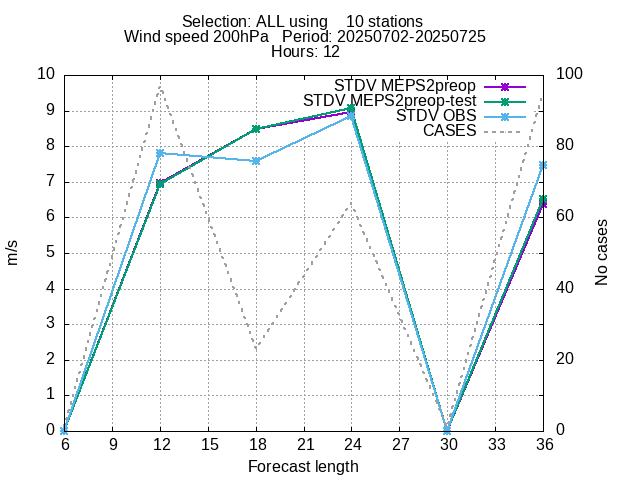 Selection: ALL using    10 stations
Wind speed 200hPa   Period: 20250702-20250725
Hours: 12
STDV MEPS2preop
STDV MEPS2preop-test
STDV OBS
CASES
10
9
8
7
6
5
4
3
2
1
0
m/s
100
80
60
40
20
0
No cases
6 9 12 15 18 21 24 27 30 33 36
Forecast length